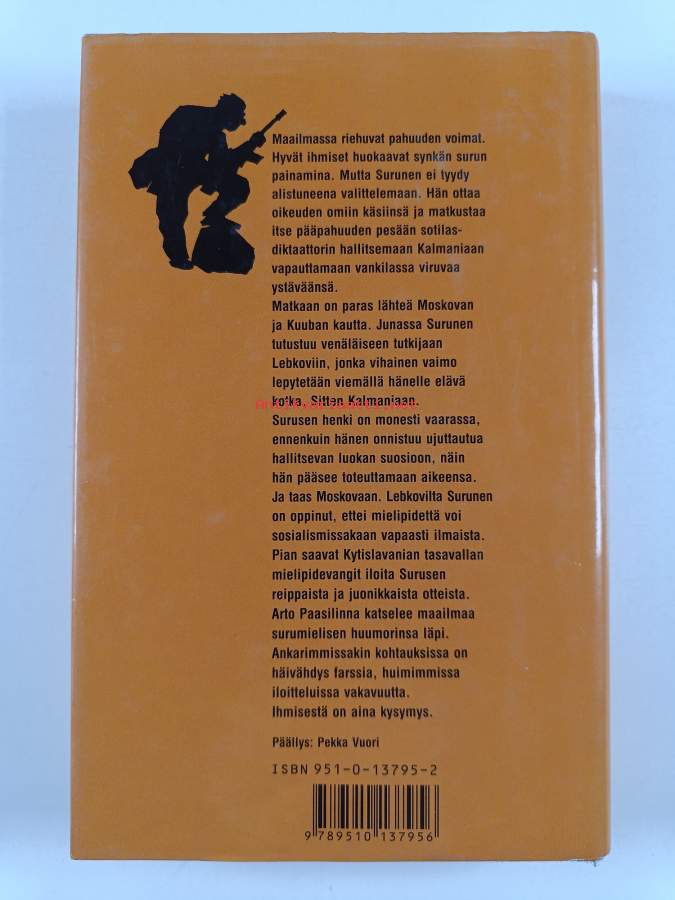 Maailmassa riehuvat pahuuden voimat.
Hyvät ihmiset huokaavat synkän surun
painamina. Mutta Surunen ei tyydy
alistuneena valittelemaan. Hän ottaa
oikeuden omiin käsiinsä ja matkustaa
itse pääpahuuden pesään sotilas-
diktaattorin hallitsemaan Kalmaniaan
vapauttamaan vankilassa viruvaa
ystäväänsä.
Matkaan on paras lähteä Moskovan
ja Kuuban kautta. Junassa Surunen
tutustuu venäläiseen tutkijaan
Lebkoviin, jonka vihainen vaimo
lepytetään viemällä hänelle elävä
kotka. Sitten Kalmaniaan.
Surusen henki on monesti vaarassa,
ennenkuin hänen onnistuu ujuttautua
hallitsevan luokan suosioon, näin
hän pääsee toteuttamaan aikeensa.
Ja taas Moskovaan. Lebkovilta Surunen
on oppinut, ettei mielipidettä voi
sosialismissakaan vapaasti ilmaista.
Pian saavat Kytislavanian tasavallan
mielipidevangit iloita Surusen
reippaista ja juonikkaista otteista.
Arto Paasilinna katselee maailmaa
surumielisen huumorinsa läpi.
Ankarimmissakin kohtauksissa on
häivähdys farssia, huimimmissa
iloitteluissa vakavuutta.
Ihmisestä on aina kysymys.
Päällys: Pekka Vuori
ISBN 951-0-13795-2
9 789510 137956